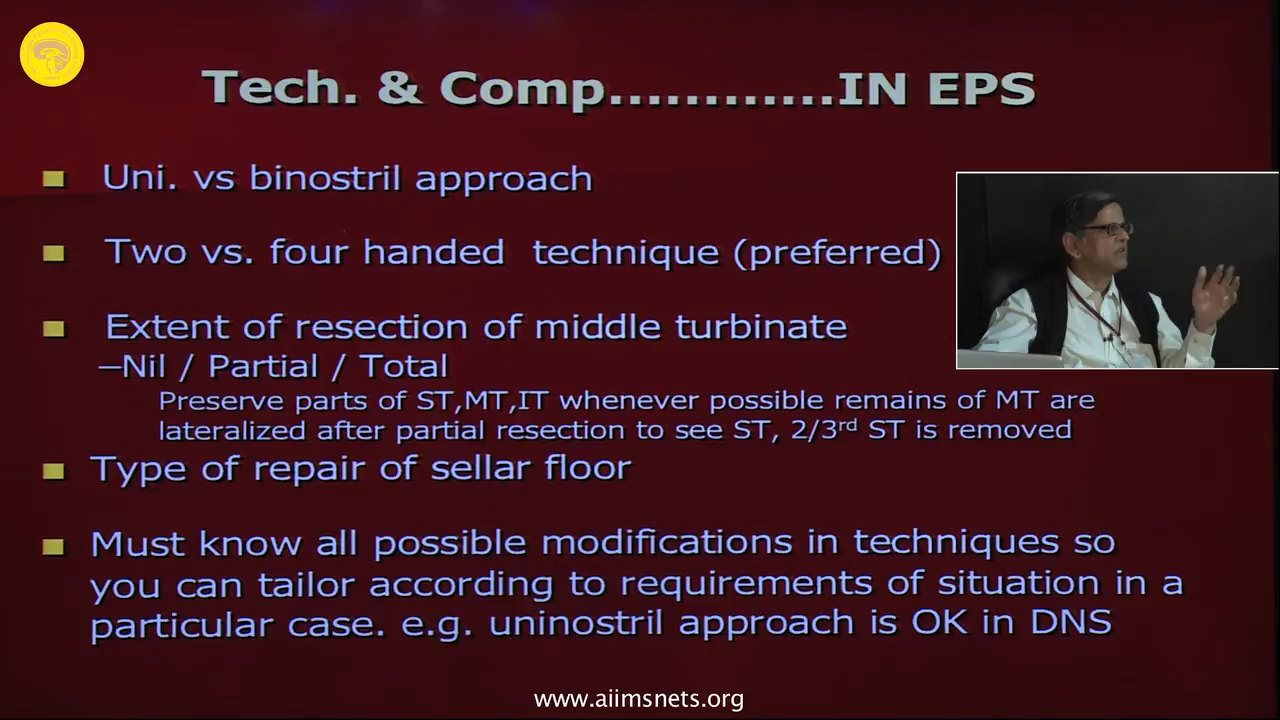 Tech. & Comp............IN EPS
Uni. vs binostril approach
Two vs. four handed technique (preferred)
Extent of resection of middle turbinate
–Nil / Partial / Total
Preserve parts of ST,MT,IT whenever possible remains of MT are
lateralized after partial resection to see ST, 2/3rd ST is removed
Type of repair of sellar floor
Must know all possible modifications in techniques so
you can tailor according to requirements of situation in a
particular case. e.g. uninostril approach is OK in DNS
www.aiimsnets.org